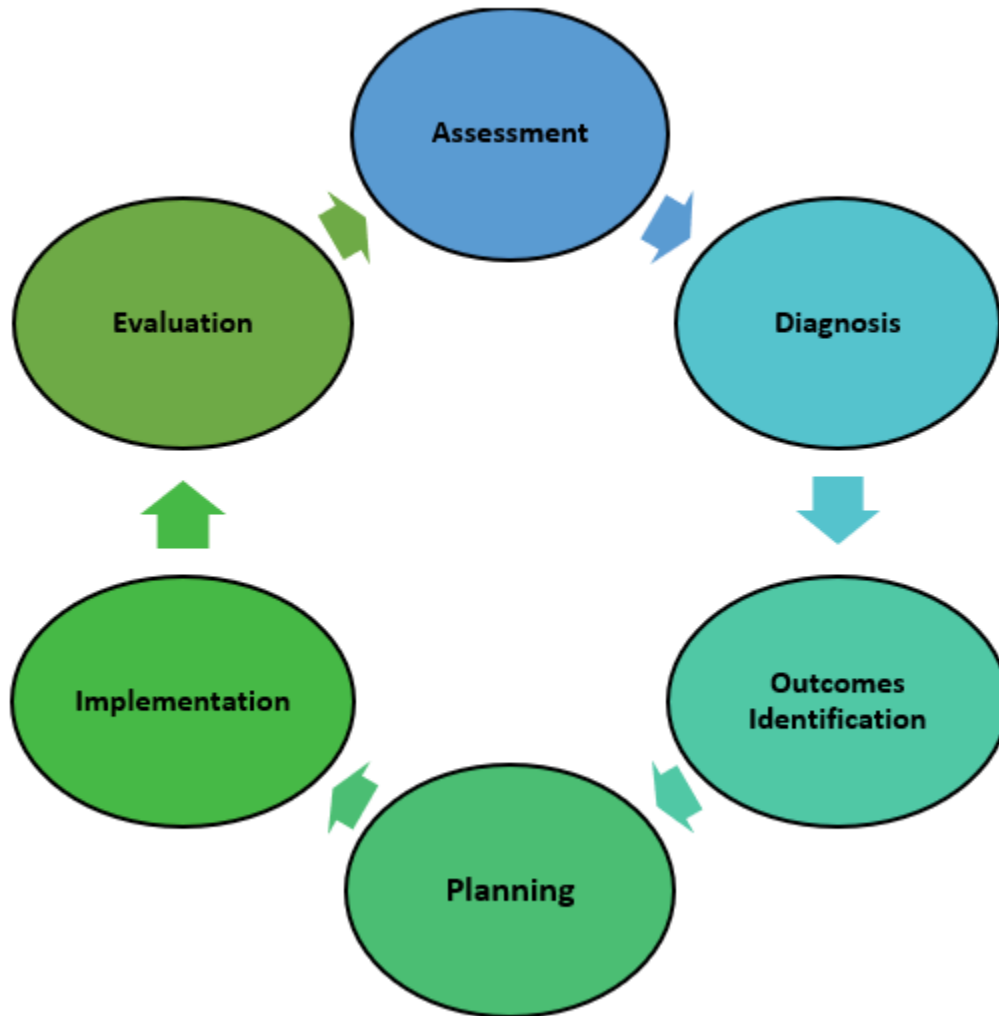 Assessment
Diagnosis
Outcomes
Identification
Planning
Implementation
Evaluation